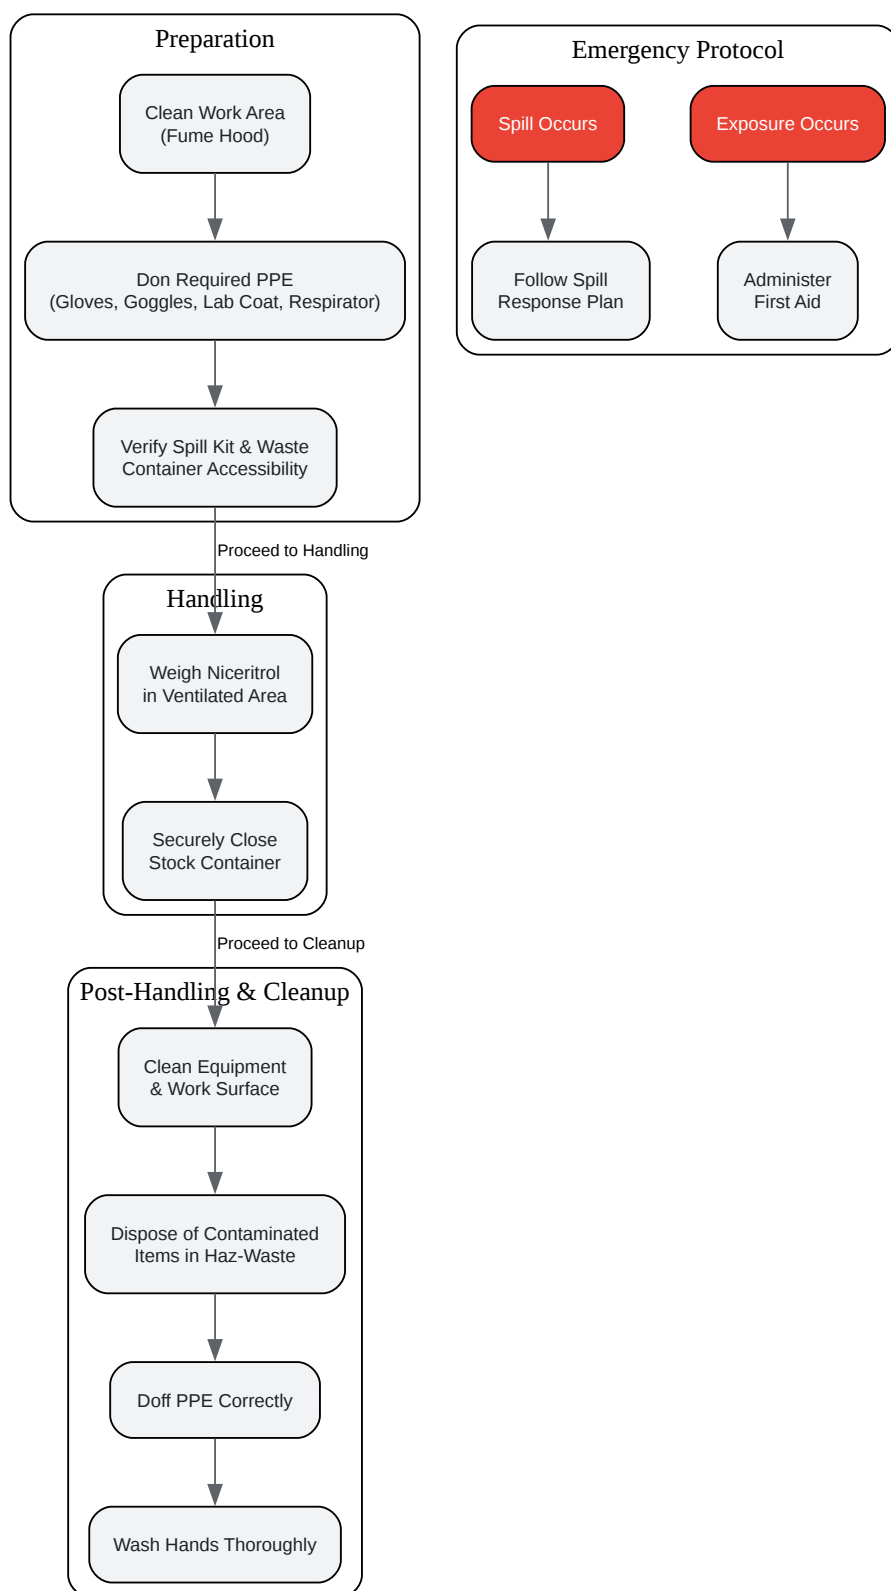 Preparation
Clean Work Area
(Fume Hood)
Don Required PPE
(Gloves, Goggles, Lab Coat, Respirator)
Verify Spill Kit & Waste
Container Accessibility
Proceed to Handling
Handling
Weigh Niceritrol
in Ventilated Area
Securely Close
Stock Container
Proceed to Cleanup
Post-Handling & Cleanup
Clean Equipment
& Work Surface
Dispose of Contaminated
Items in Haz-Waste
Doff PPE Correctly
Wash Hands Thoroughly
Emergency Protocol
Spill Occurs
Follow Spill
Response Plan
Exposure Occurs
Administer
First Aid